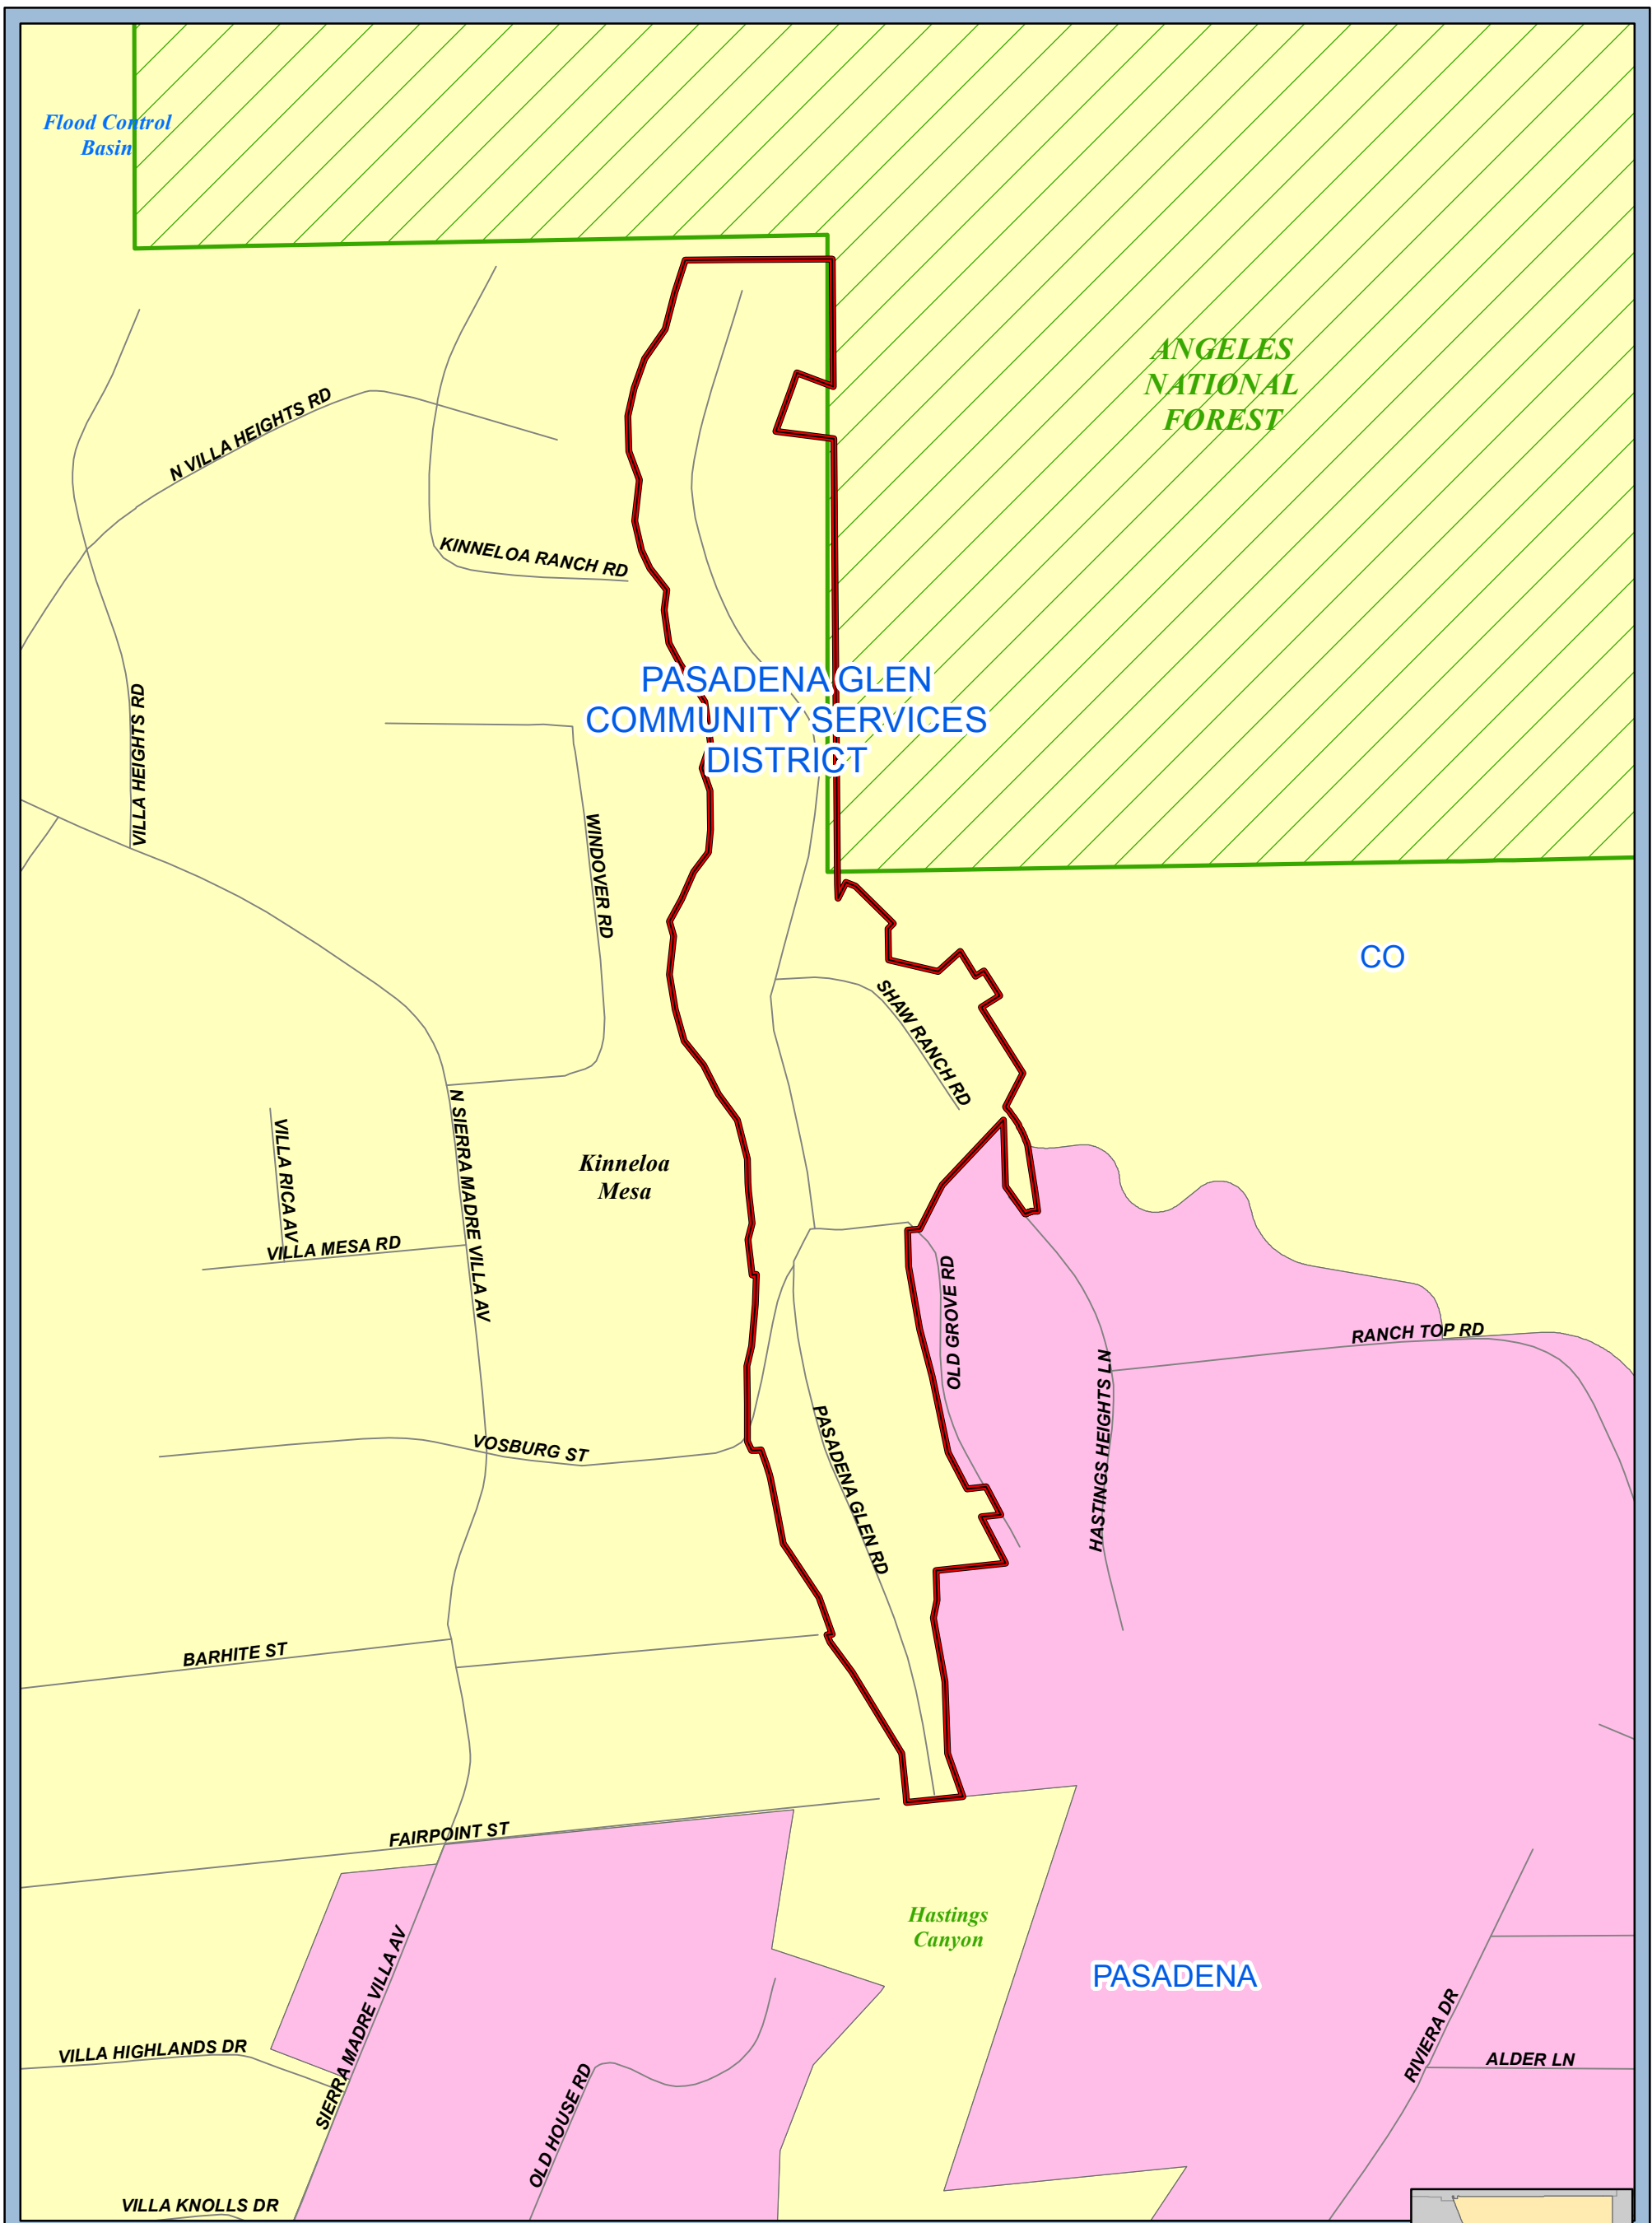 Flood Control
Basin
ANGELES
NATIONAL
FOREST
N VILLA HEIGHTS RD
KINNELOA RANCH RD
PASADENA GLEN
COMMUNITY SERVICES
DISTRICT
VILLA HEIGHTS RD
WINDOVER RD
CO
SHAW RANCH RD
N SIERRA MADRE VILLA AV
VILLA RICA AV
Kinneloa
Mesa
VILLA MESA RD
OLD GROVE RD
RANCH TOP RD
HASTINGS HEIGHTS LN
VOSBURG ST
PASADENA GLEN RD
BARHITE ST
FAIRPOINT ST
Hastings
Canyon
PASADENA
SIERRA MADRE VILLA AV
RIVIERA DR
VILLA HIGHLANDS DR
ALDER LN
OLD HOUSE RD
VILLA KNOLLS DR